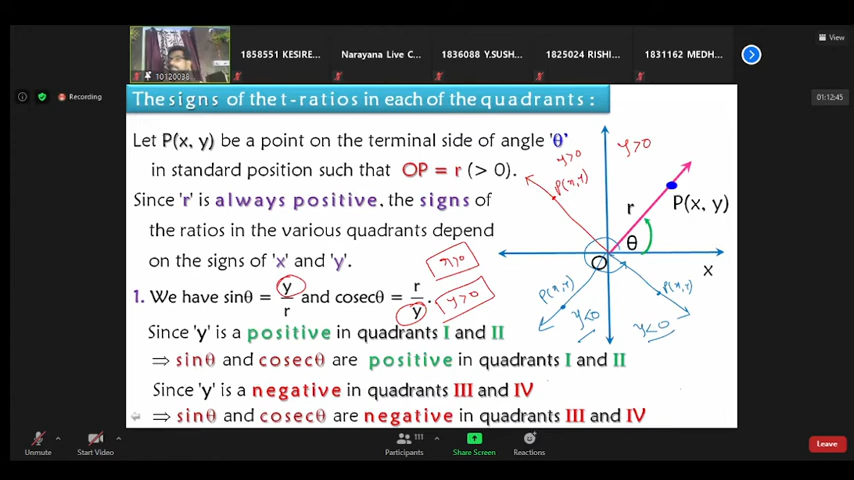 View
1858551 KESIRE...
Narayana Live C...
1836088 Y.SUSH...
1825024 RISHI...
1831162 MEDH...
10120036
Recording
01:12:45
The signs of the t-ratios in each of the quadrants :
Let P(x, y) be a point on the terminal side of angle 'θ'
in standard position such that OP = r (> 0).
Since 'r' is always positive, the signs of
the ratios in the various quadrants depend
on the signs of 'x' and 'y'.
1. We have sinθ = y/r and cosecθ = r/y.
Since 'y' is a positive in quadrants I and II
⇒ sinθ and cosecθ are positive in quadrants I and II
Since 'y' is a negative in quadrants III and IV
⇒ sinθ and cosecθ are negative in quadrants III and IV
y>0
y>0
P(x,y)
r
P(x, y)
θ
O
x
y>0
P(x,y)
P(x,y)
y<0
y<0
Unmute
Start Video
111
Participants
Share Screen
Reactions
Leave